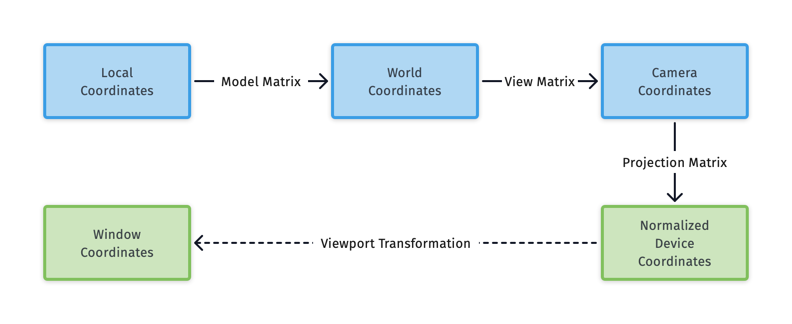 Local
Coordinates
Model Matrix
World
Coordinates
View Matrix
Camera
Coordinates
Projection Matrix
Window
Coordinates
Viewport Transformation
Normalized
Device
Coordinates